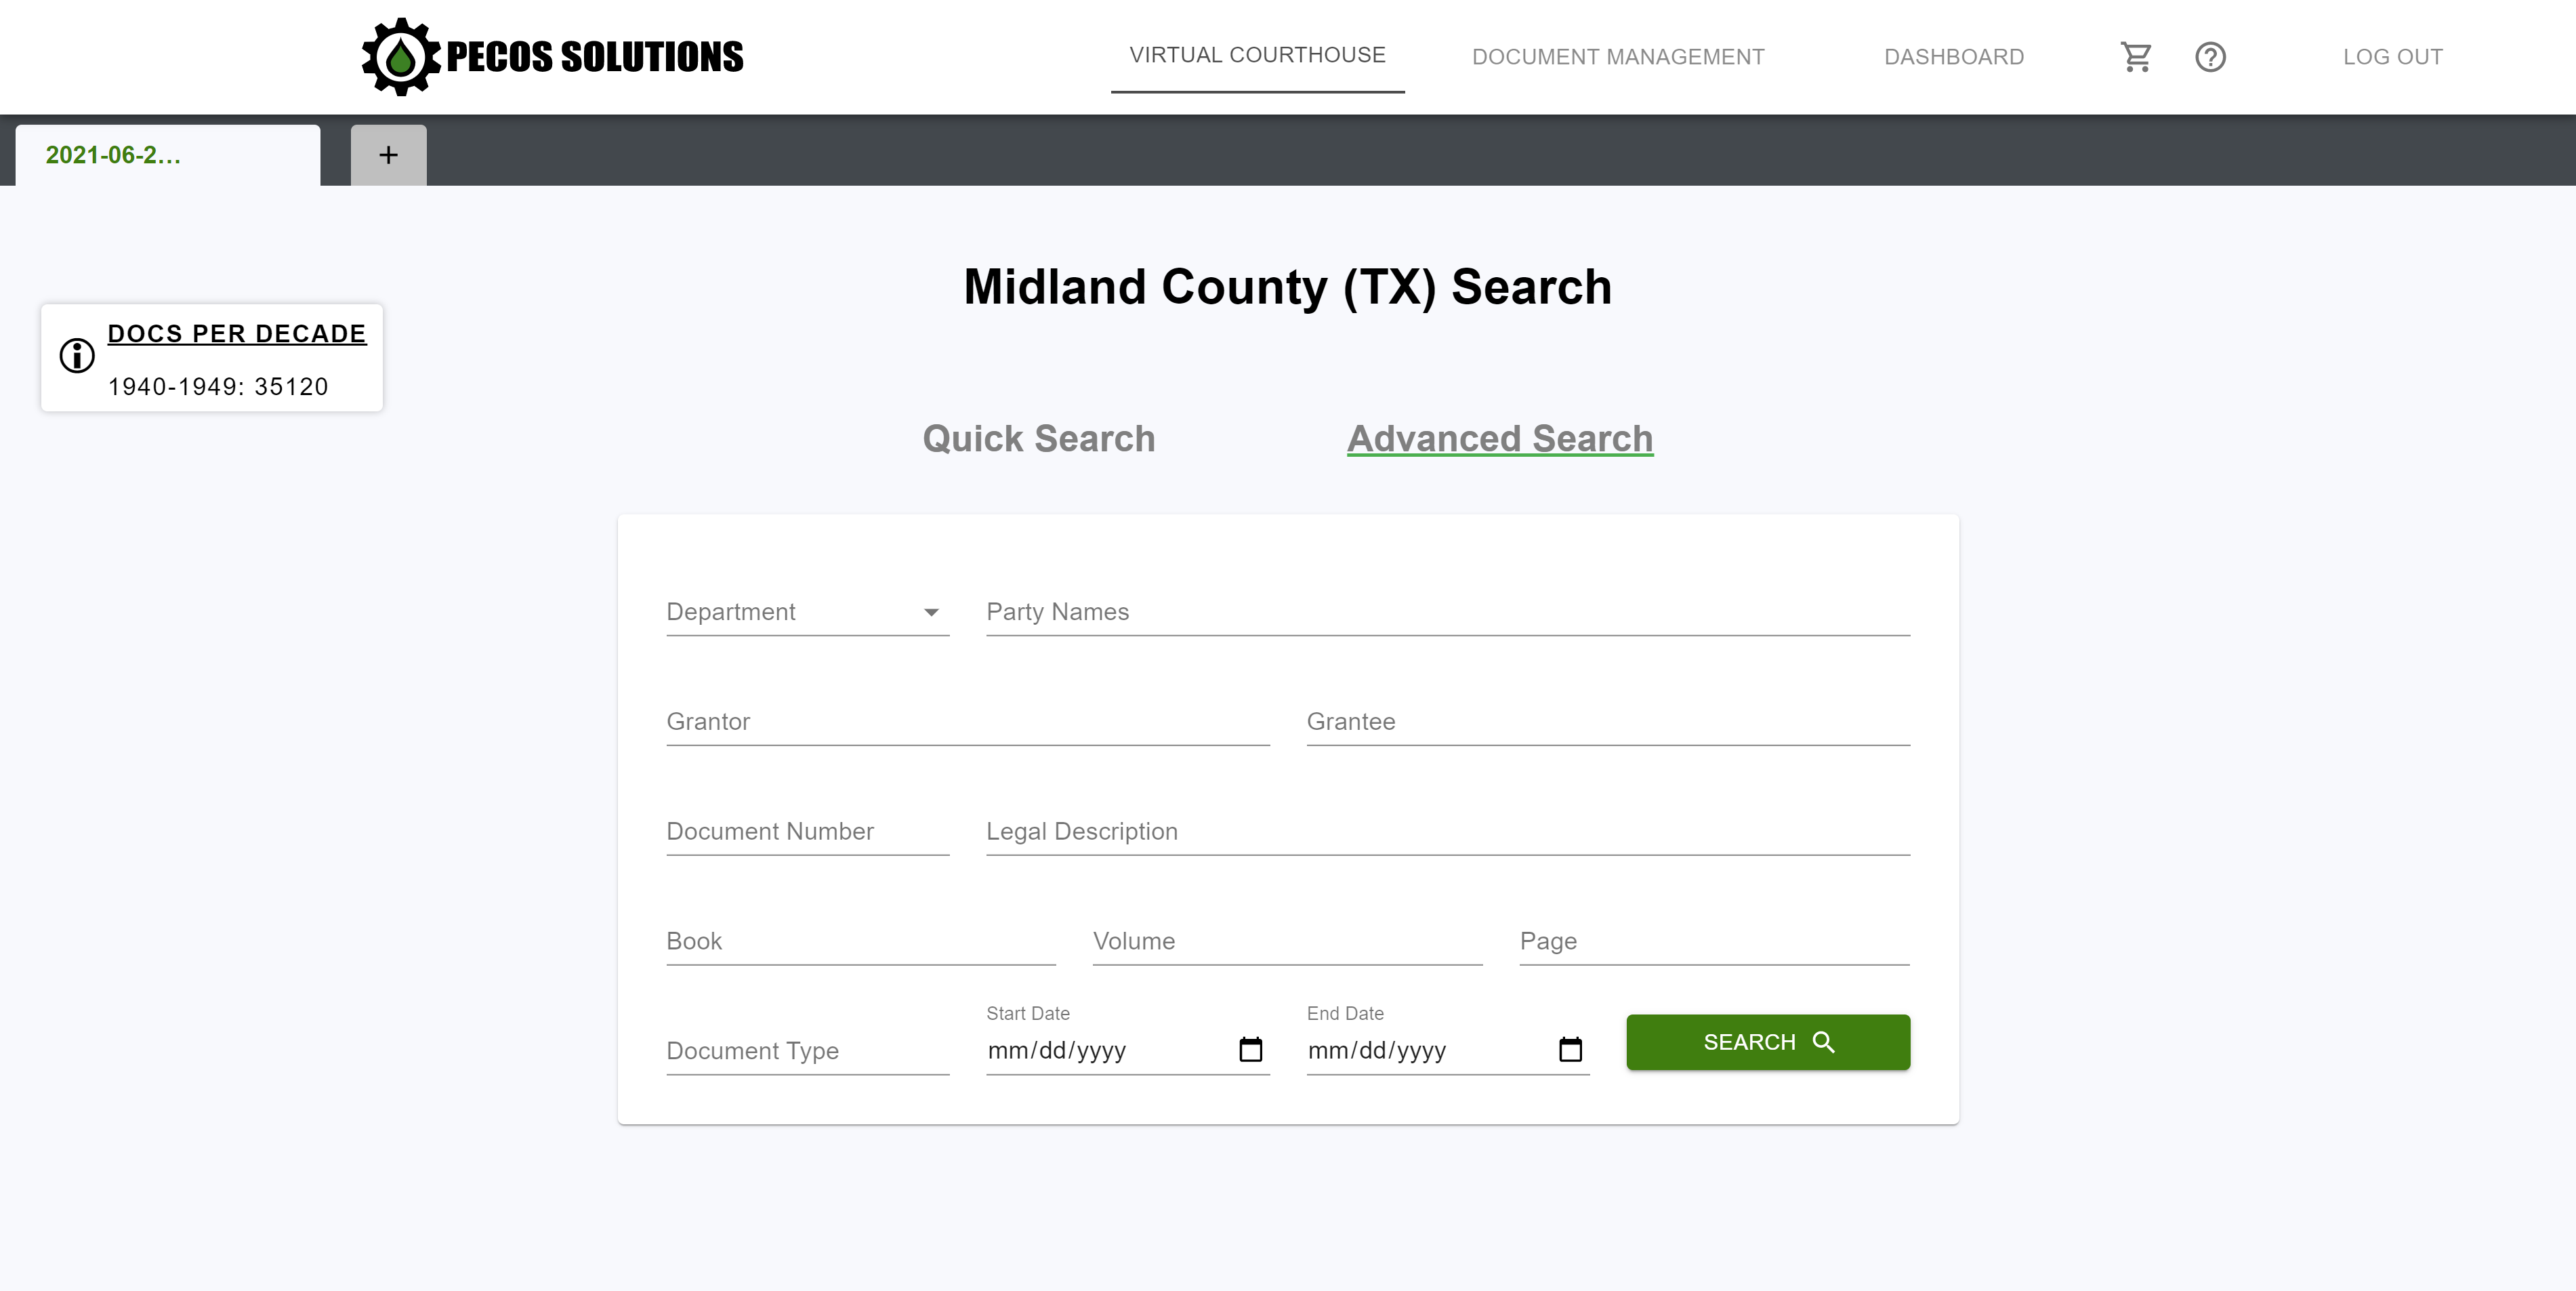 PECOS SOLUTIONS
VIRTUAL COURTHOUSE
DOCUMENT MANAGEMENT
DASHBOARD
LOG OUT
2021-06-2...
+
Midland County (TX) Search
DOCS PER DECADE
1940-1949: 35120
Quick Search
Advanced Search
Department
Party Names
Grantor
Grantee
Document Number
Legal Description
Book
Volume
Page
Document Type
Start Date
mm/dd/yyyy
End Date
mm/dd/yyyy
SEARCH